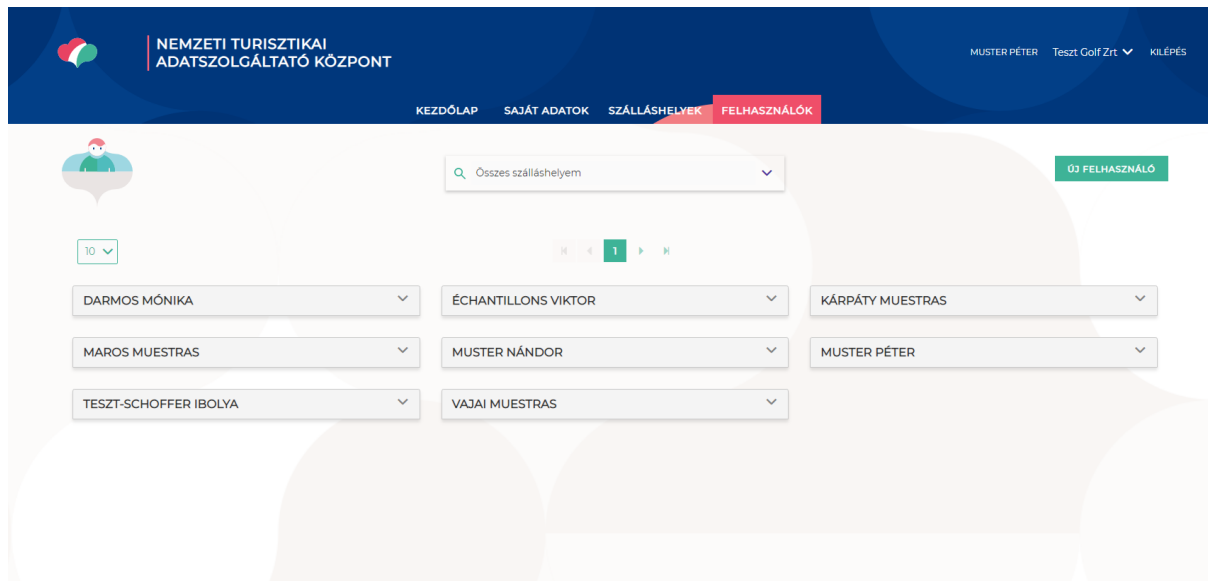 NEMZETI TURISZTIKAI
ADATSZOLGÁLTATÓ KÖZPONT
MUSTER PÉTER Teszt Golf Zrt KILÉPÉS
KEZDŐLAP SAJÁT ADATOK SZÁLLÁSHELYEK FELHASZNÁLÓK
Összes szálláshelyem
ÚJ FELHASZNÁLÓ
10
1
DARMOS MÓNIKA ÉCHANTILLONS VIKTOR KÁRPÁTY MUESTRAS
MAROS MUESTRAS MUSTER NÁNDOR MUSTER PÉTER
TESZT-SCHOFFER IBOLYA VAJAI MUESTRAS